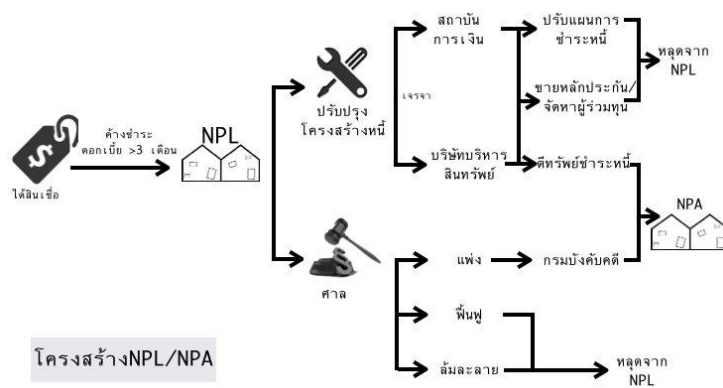 ได้สินเชื่อ
ค้างชำระ
ดอกเบี้ย >3 เดือน
NPL
ปรับปรุง
โครงสร้างหนี้
เจรจา
สถาบัน
การเงิน
บริษัทบริหาร
สินทรัพย์
ปรับแผนการ
ชำระหนี้
ขายหลักประกัน/
จัดหาผู้ร่วมทุน
ตีทรัพย์ชำระหนี้
หลุดจาก
NPL
NPA
ศาล
แพ่ง
กรมบังคับคดี
ฟื้นฟู
ล้มละลาย
หลุดจาก
NPL
โครงสร้างNPL/NPA